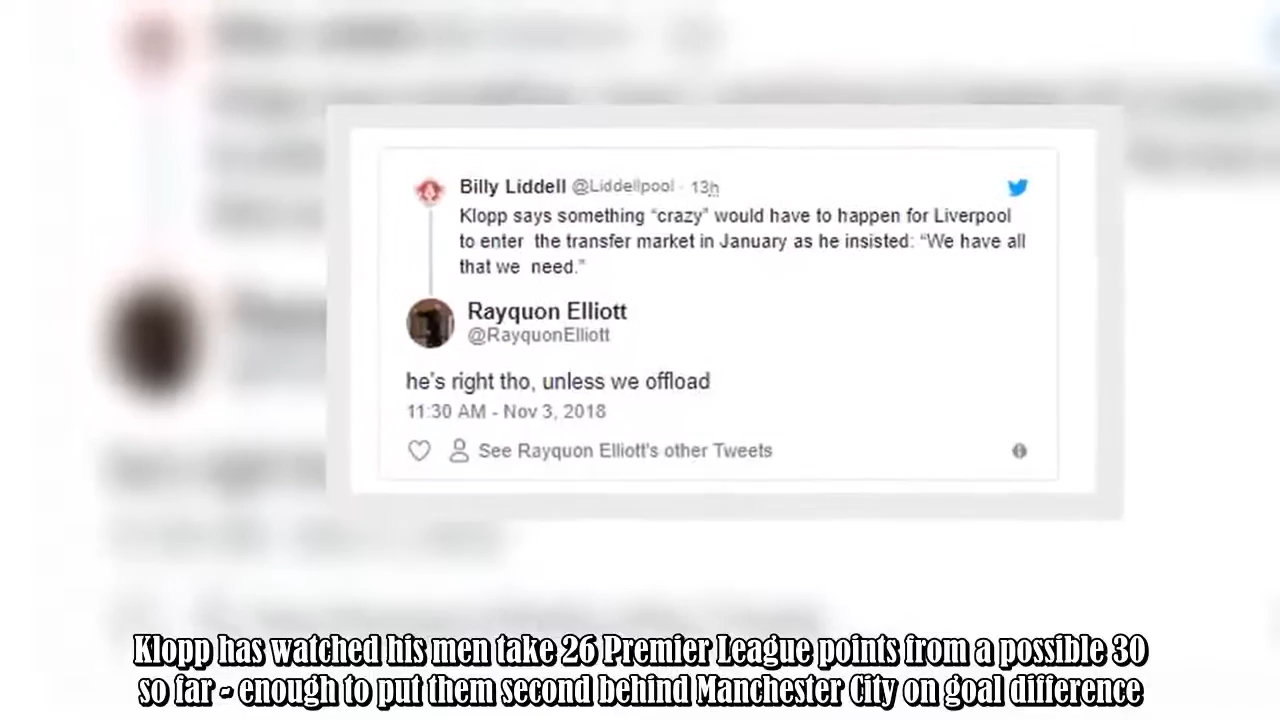 Billy Liddell @Liddellpool · 13h
Klopp says something “crazy” would have to happen for Liverpool
to enter the transfer market in January as he insisted: “We have all
that we need.”
Rayquon Elliott
@RayquonElliott
he's right tho, unless we offload
11:30 AM - Nov 3, 2018
See Rayquon Elliott's other Tweets
Klopp has watched his men take 26 Premier League points from a possible 30
so far - enough to put them second behind Manchester City on goal difference